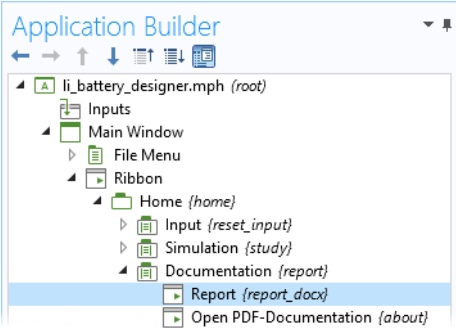 Application Builder
li_battery_designer.mph (root)
Inputs
Main Window
File Menu
Ribbon
Home {home}
Input {reset_input}
Simulation {study}
Documentation {report}
Report {report_docx}
Open PDF-Documentation {about}